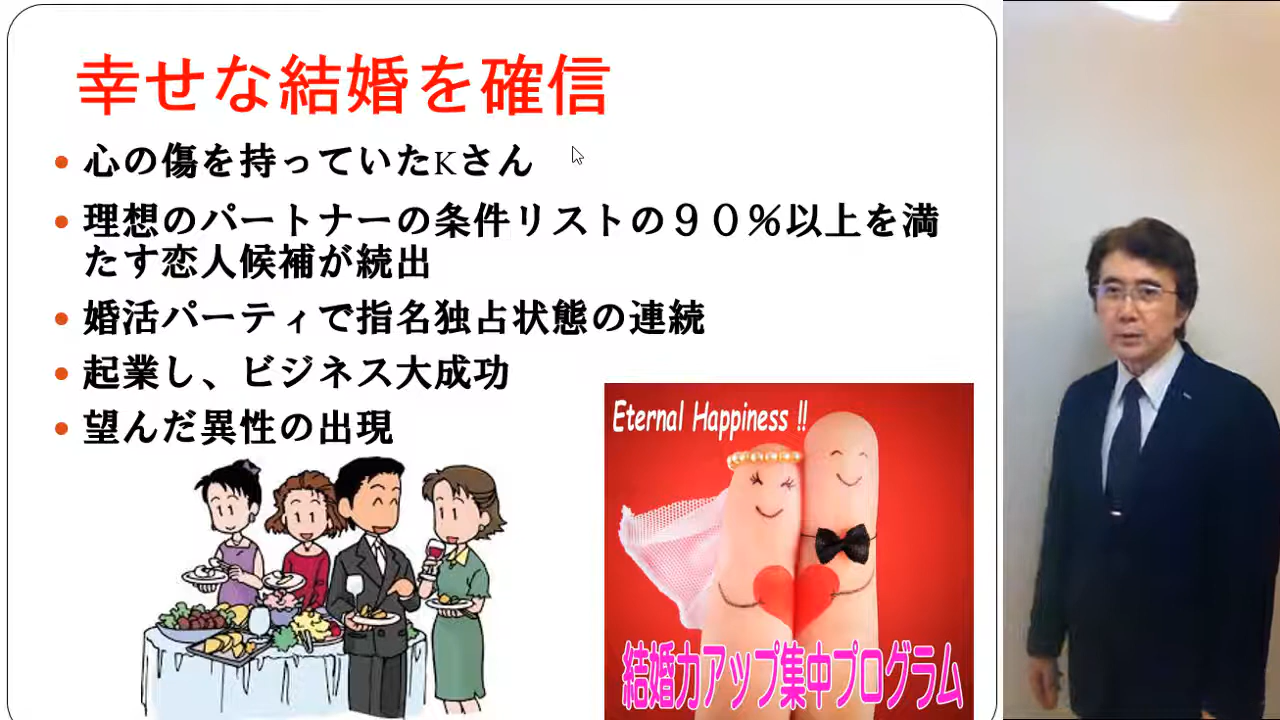 幸せな結婚を確信
• 心の傷を持っていたKさん
• 理想のパートナーの条件リストの９０％以上を満
たす恋人候補が続出
• 婚活パーティで指名独占状態の連続
• 起業し、ビジネス大成功
• 望んだ異性の出現
Eternal Happiness !!
結婚力アップ集中プログラム